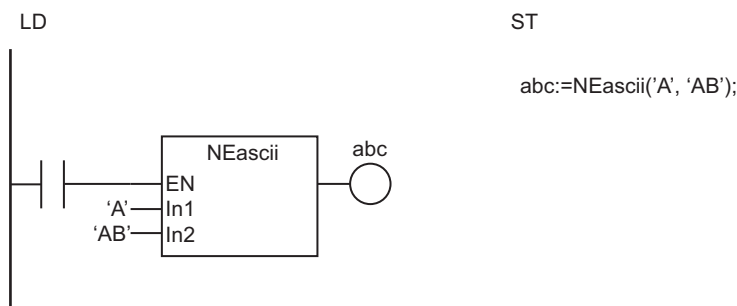 LD
ST
abc:=NEascii('A', ‘AB’);
NEascii
abc
EN
‘A’
In1
‘AB’
In2